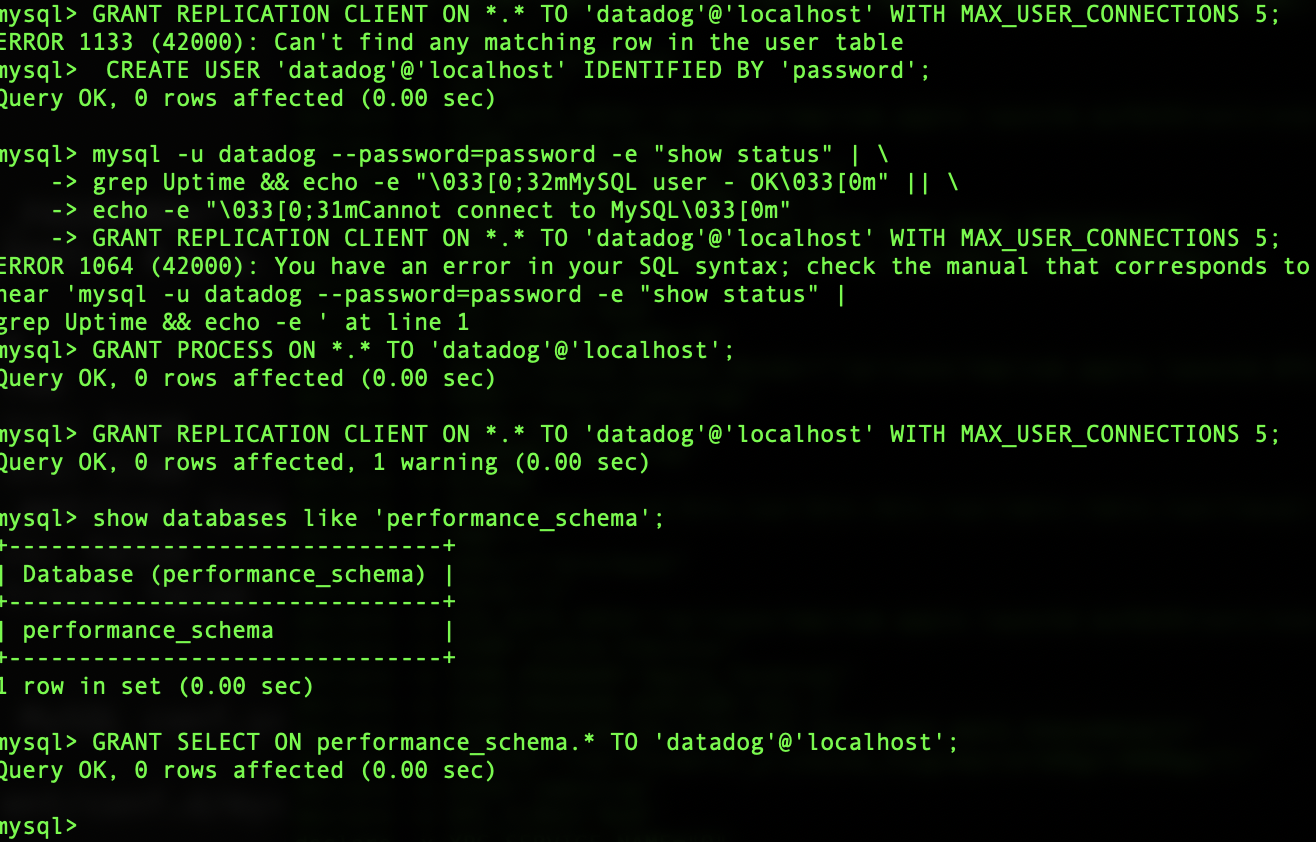 mysql> GRANT REPLICATION CLIENT ON *.* TO 'datadog'@'localhost' WITH MAX_USER_CONNECTIONS 5;
ERROR 1133 (42000): Can't find any matching row in the user table
mysql>  CREATE USER 'datadog'@'localhost' IDENTIFIED BY 'password';
Query OK, 0 rows affected (0.00 sec)
mysql> mysql -u datadog --password=password -e "show status" | \
    -> grep Uptime && echo -e "\033[0;32mMySQL user - OK\033[0m" || \
    -> echo -e "\033[0;31mCannot connect to MySQL\033[0m"
    -> GRANT REPLICATION CLIENT ON *.* TO 'datadog'@'localhost' WITH MAX_USER_CONNECTIONS 5;
ERROR 1064 (42000): You have an error in your SQL syntax; check the manual that corresponds to
near 'mysql -u datadog --password=password -e "show status" |
grep Uptime && echo -e ' at line 1
mysql> GRANT PROCESS ON *.* TO 'datadog'@'localhost';
Query OK, 0 rows affected (0.00 sec)
mysql> GRANT REPLICATION CLIENT ON *.* TO 'datadog'@'localhost' WITH MAX_USER_CONNECTIONS 5;
Query OK, 0 rows affected, 1 warning (0.00 sec)
mysql> show databases like 'performance_schema';
+-------------------------------+
| Database (performance_schema) |
+-------------------------------+
| performance_schema            |
+-------------------------------+
1 row in set (0.00 sec)
mysql> GRANT SELECT ON performance_schema.* TO 'datadog'@'localhost';
Query OK, 0 rows affected (0.00 sec)
mysql>